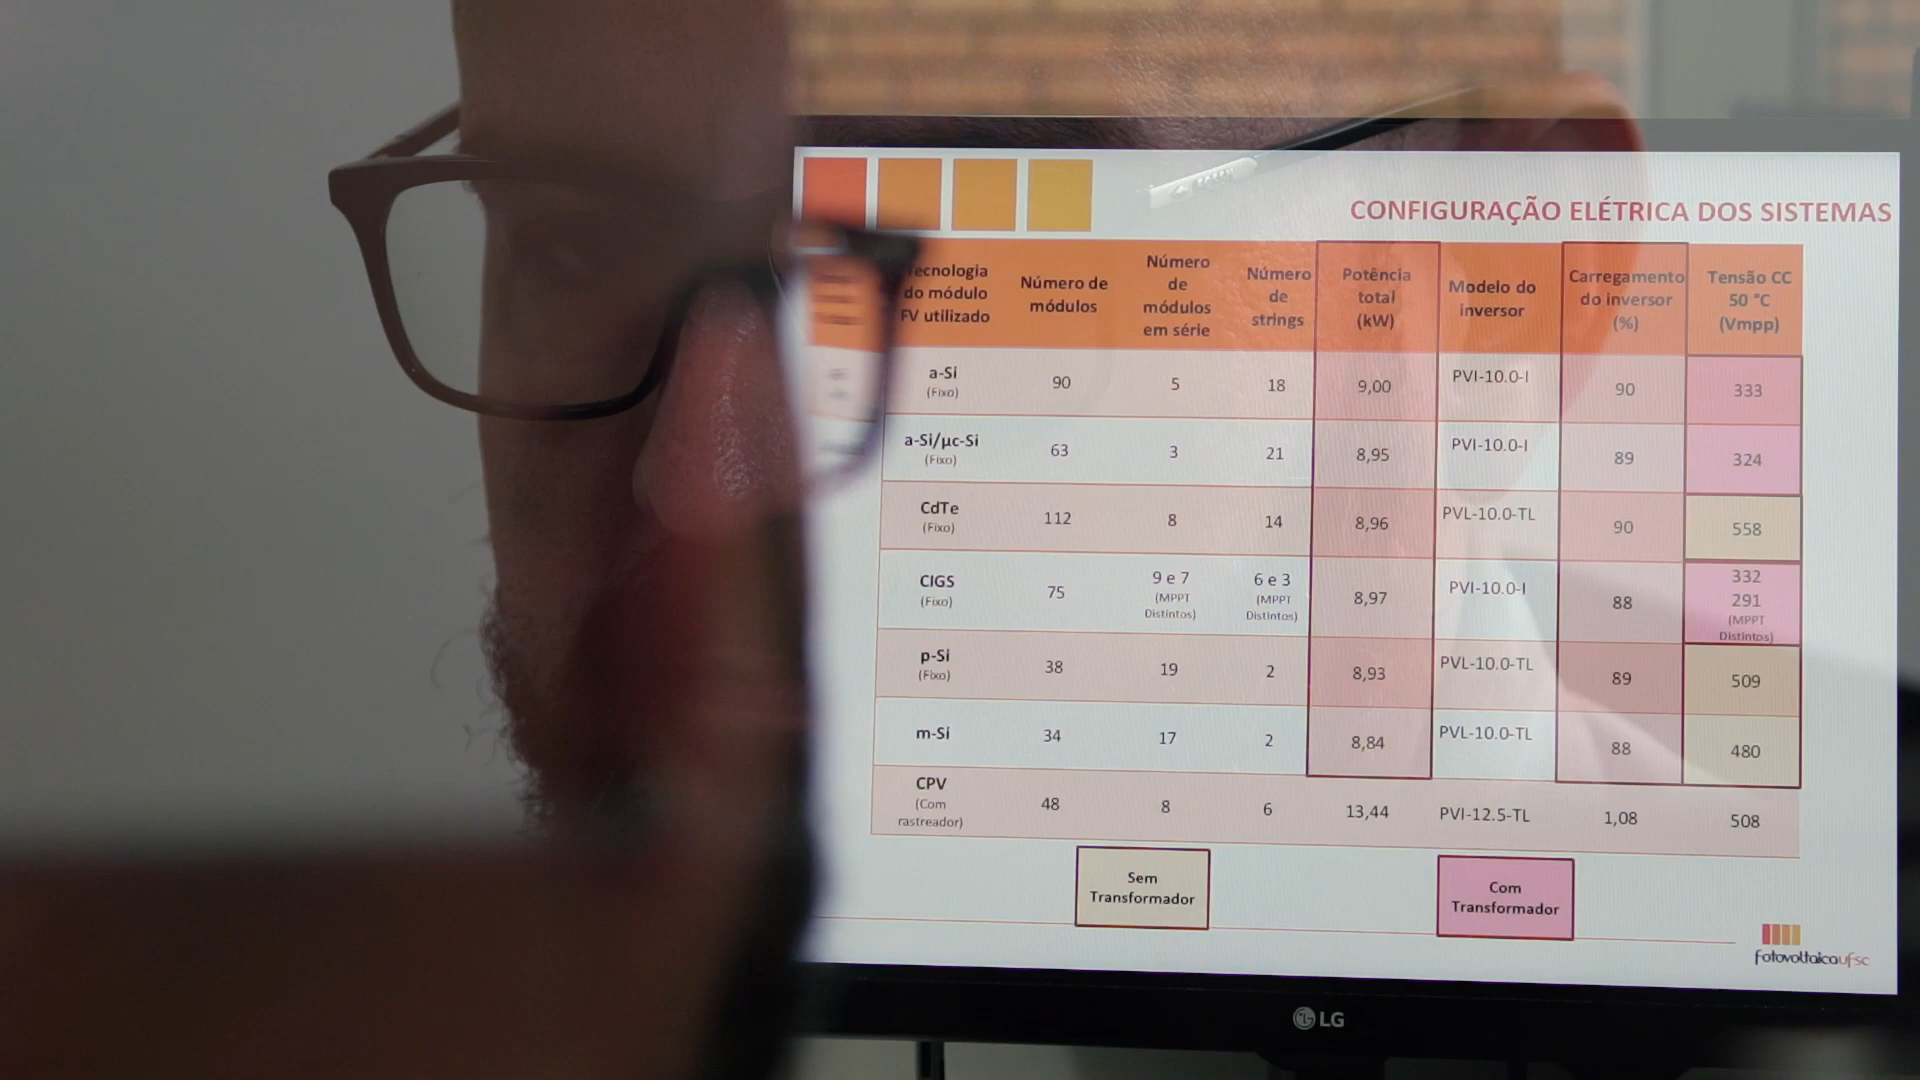 CONFIGURAÇÃO ELÉTRICA DOS SISTEMAS
Tecnologia
do módulo
FV utilizado
Número de
módulos
Número
de
módulos
em série
Número
de
strings
Potência
total
(kW)
Modelo do
inversor
Carregamento
do inversor
(%)
Tensão CC
50 °C
(Vmpp)
a-Si
(Fixo)
90
5
18
9,00
PVI-10.0-I
90
333
a-Si/µc-Si
(Fixo)
63
3
21
8,95
PVI-10.0-I
89
324
CdTe
(Fixo)
112
8
14
8,96
PVL-10.0-TL
90
558
CIGS
(Fixo)
75
9 e 7
(MPPT
Distintos)
6 e 3
(MPPT
Distintos)
8,97
PVI-10.0-I
88
332
291
(MPPT
Distintos)
p-Si
(Fixo)
38
19
2
8,93
PVL-10.0-TL
89
509
m-Si
34
17
2
8,84
PVL-10.0-TL
88
480
CPV
(Com
rastreador)
48
8
6
13,44
PVI-12.5-TL
1,08
508
Sem
Transformador
Com
Transformador
fotovoltaicaufsc
LG